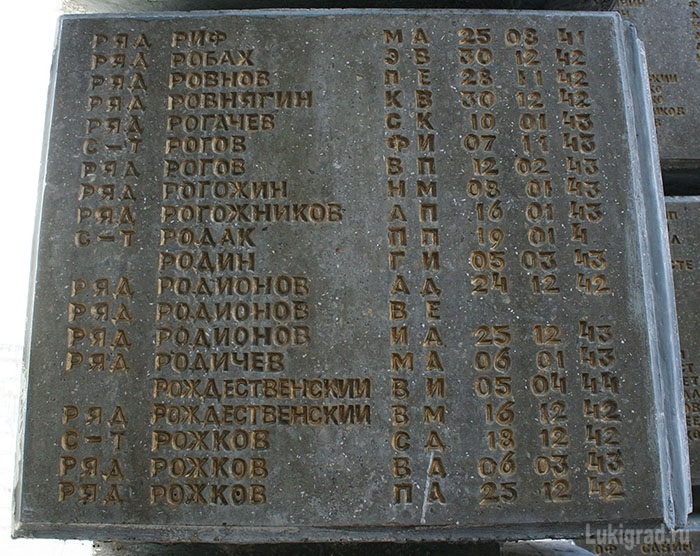 РЯД РИФ М А 25 08 41
РЯД РОБАХ Э В 30 12 42
РЯД РОВНОВ П Е 28 11 42
РЯД РОВНЯГИН К В 30 12 42
РЯД РОГАЧЕВ С К 10 01 43
С-Т РОГОВ Ф И 07 11 43
РЯД РОГОВ В П 12 02 43
РЯД РОГОЖИН Н М 08 01 43
РЯД РОГОЖНИКОВ А П 16 01 43
С-Т РОДАК П П 19 01 4
РОДИН Г И 05 03 43
РЯД РОДИОНОВ А Д 24 12 42
РЯД РОДИОНОВ В Е
РЯД РОДИОНОВ И А 25 12 43
РЯД РОДИЧЕВ М А 06 01 43
РОЖДЕСТВЕНСКИИ В И 05 04 44
РЯД РОЖДЕСТВЕНСКИИ В М 16 12 42
С-Т РОЖКОВ С Д 18 12 42
РЯД РОЖКОВ В А 06 03 43
РЯД РОЖКОВ П А 25 12 42
Lukigrad.ru